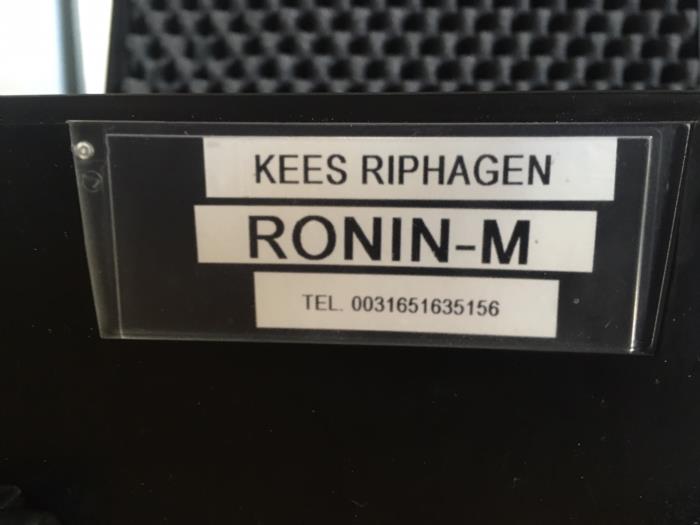 KEES RIPHAGEN
RONIN-M
TEL. 0031651635156